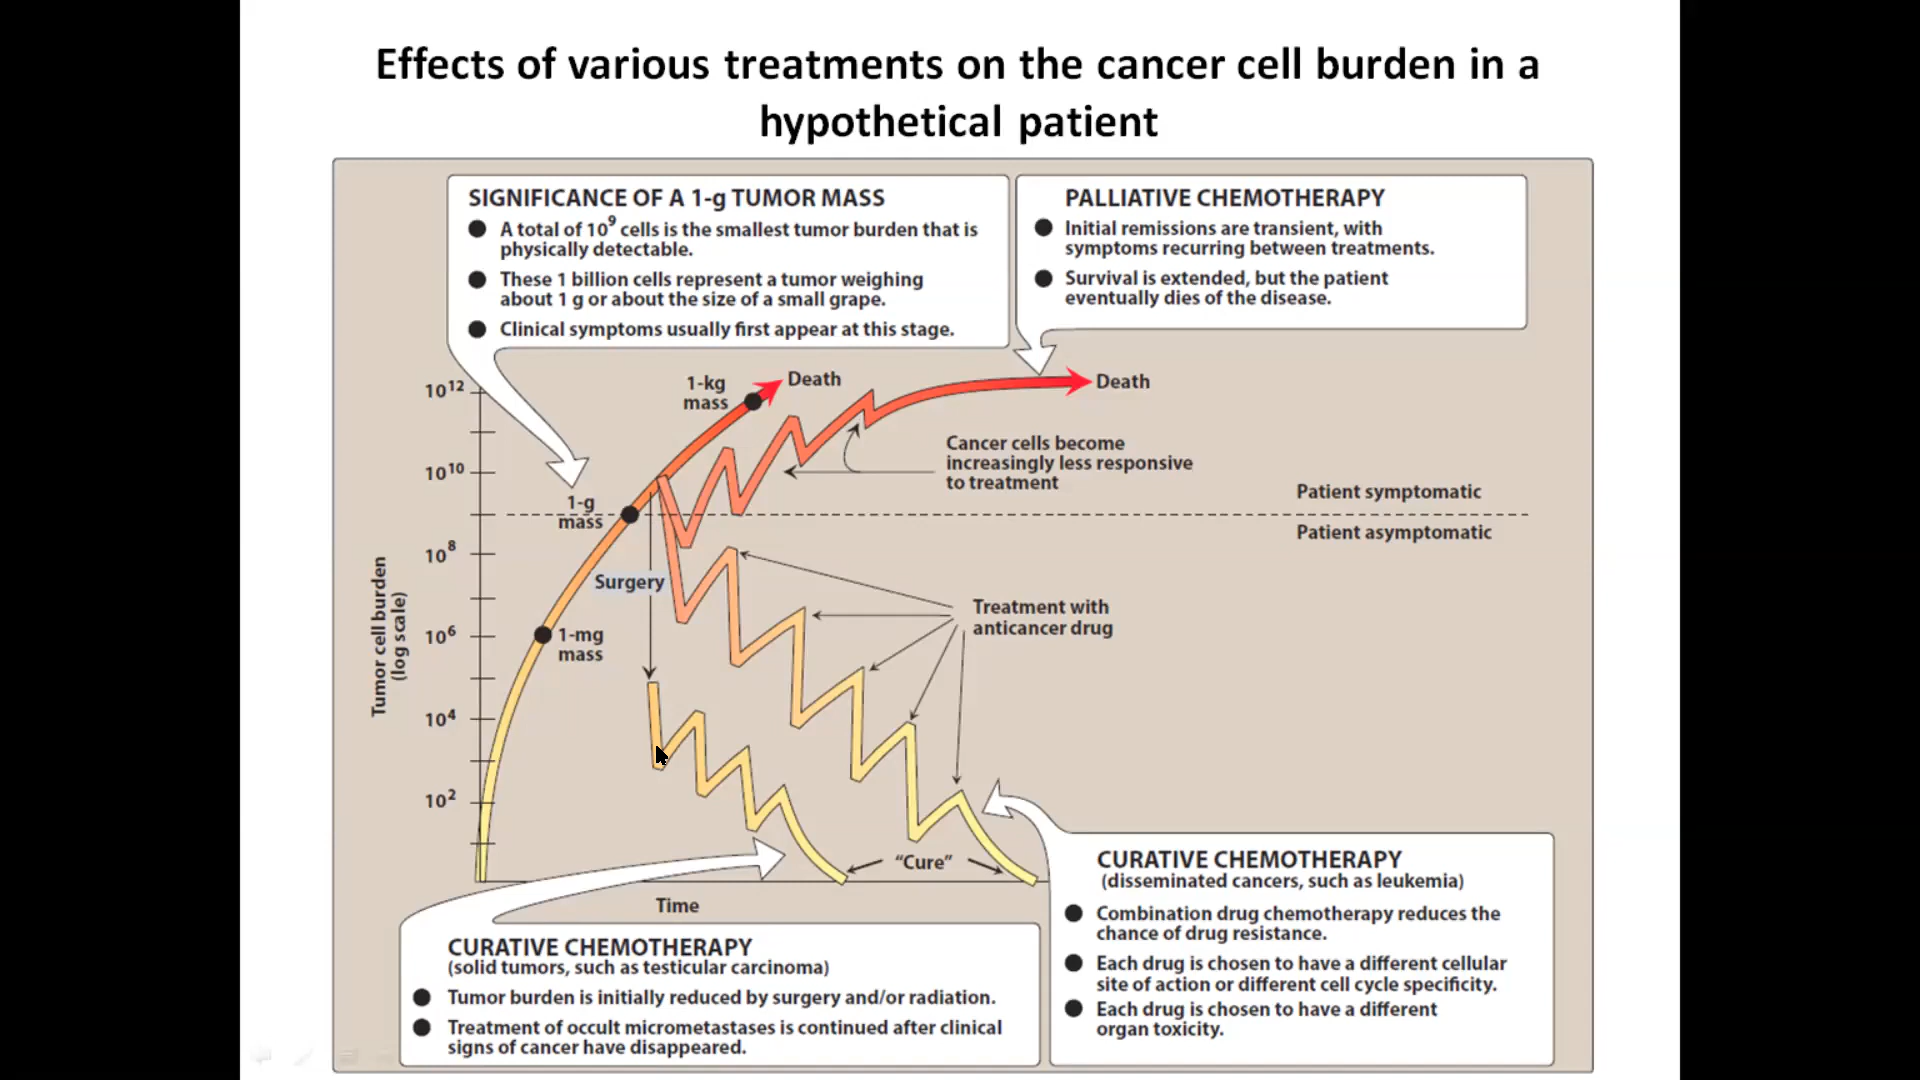 Effects of various treatments on the cancer cell burden in a
hypothetical patient
SIGNIFICANCE OF A 1-g TUMOR MASS
● A total of 10⁹ cells is the smallest tumor burden that is
physically detectable.
● These 1 billion cells represent a tumor weighing
about 1 g or about the size of a small grape.
● Clinical symptoms usually first appear at this stage.
PALLIATIVE CHEMOTHERAPY
● Initial remissions are transient, with
symptoms recurring between treatments.
● Survival is extended, but the patient
eventually dies of the disease.
10¹²
10¹⁰
10⁸
10⁶
10⁴
10²
Tumor cell burden
(log scale)
1-kg
mass
Death
Death
Cancer cells become
increasingly less responsive
to treatment
1-g
mass
Patient symptomatic
Patient asymptomatic
Surgery
1-mg
mass
Treatment with
anticancer drug
“Cure”
Time
CURATIVE CHEMOTHERAPY
(solid tumors, such as testicular carcinoma)
● Tumor burden is initially reduced by surgery and/or radiation.
● Treatment of occult micrometastases is continued after clinical
signs of cancer have disappeared.
CURATIVE CHEMOTHERAPY
(disseminated cancers, such as leukemia)
● Combination drug chemotherapy reduces the
chance of drug resistance.
● Each drug is chosen to have a different cellular
site of action or different cell cycle specificity.
● Each drug is chosen to have a different
organ toxicity.